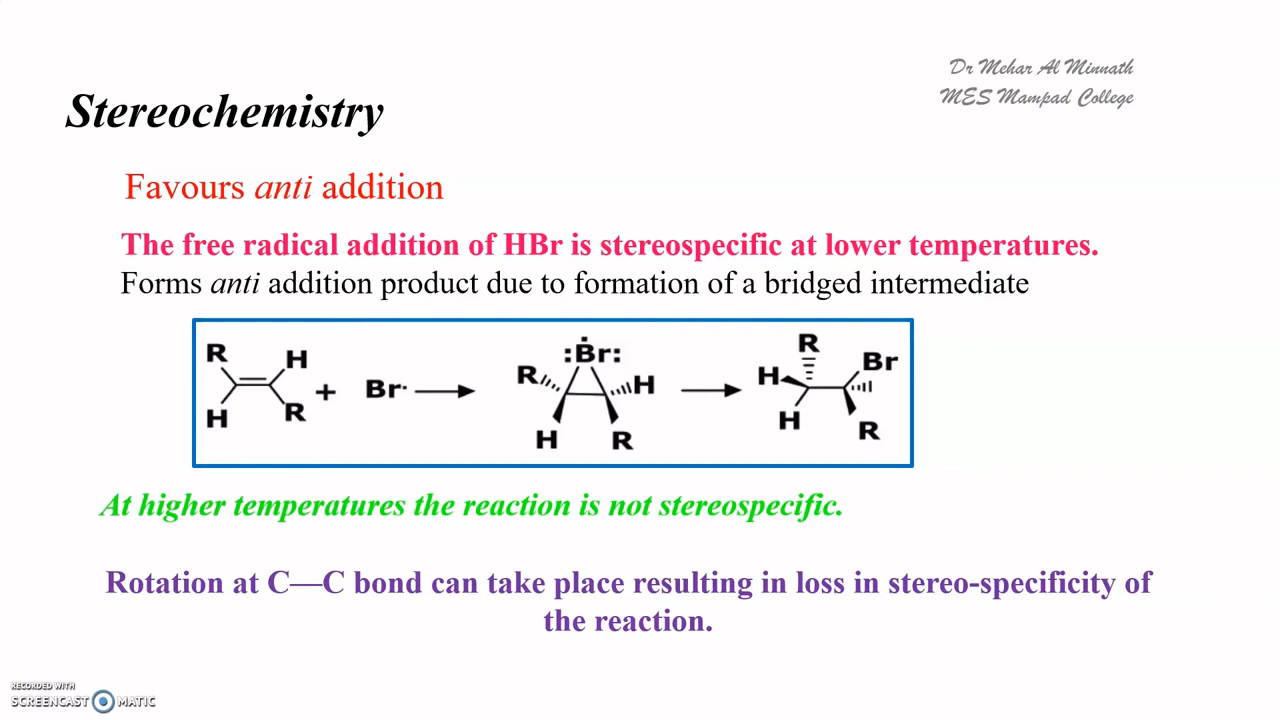 Dr Mehar Al Minnath
MES Mampad College
Stereochemistry
Favours anti addition
The free radical addition of HBr is stereospecific at lower temperatures.
Forms anti addition product due to formation of a bridged intermediate
R H
H R
+ Br·
:Ḃr:
R H
H R
R
H Br
H R
At higher temperatures the reaction is not stereospecific.
Rotation at C—C bond can take place resulting in loss in stereo-specificity of
the reaction.
RECORDED WITH
SCREENCAST MATIC